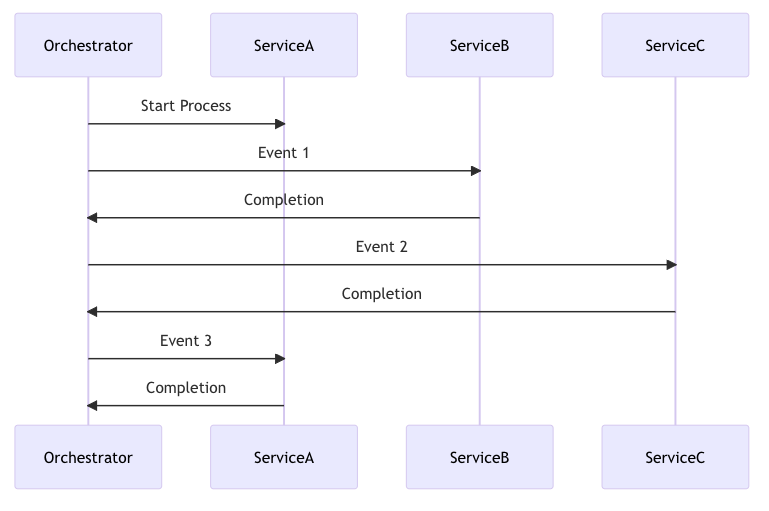 Orchestrator
ServiceA
ServiceB
ServiceC
Start Process
Event 1
Completion
Event 2
Completion
Event 3
Completion
Orchestrator
ServiceA
ServiceB
ServiceC